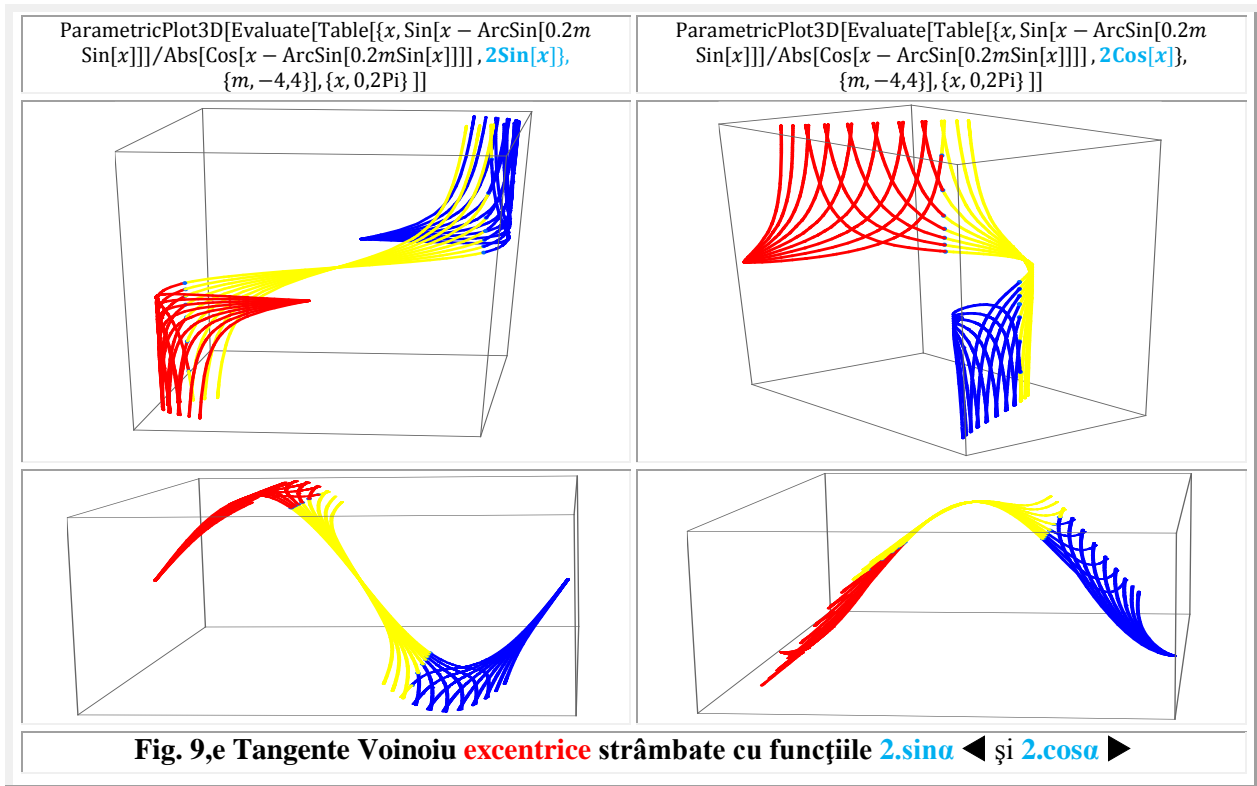 ParametricPlot3D[Evaluate[Table[{x, Sin[x − ArcSin[0.2m
Sin[x]]]/Abs[Cos[x − ArcSin[0.2mSin[x]]]] , 2Sin[x]},
{m, −4,4}], {x, 0,2Pi} ]]
ParametricPlot3D[Evaluate[Table[{x, Sin[x − ArcSin[0.2m
Sin[x]]]/Abs[Cos[x − ArcSin[0.2mSin[x]]]] , 2Cos[x]},
{m, −4,4}], {x, 0,2Pi} ]]
Fig. 9,e Tangente Voinoiu excentrice strâmbate cu funcţiile 2.sinα ◄ şi 2.cosα ►